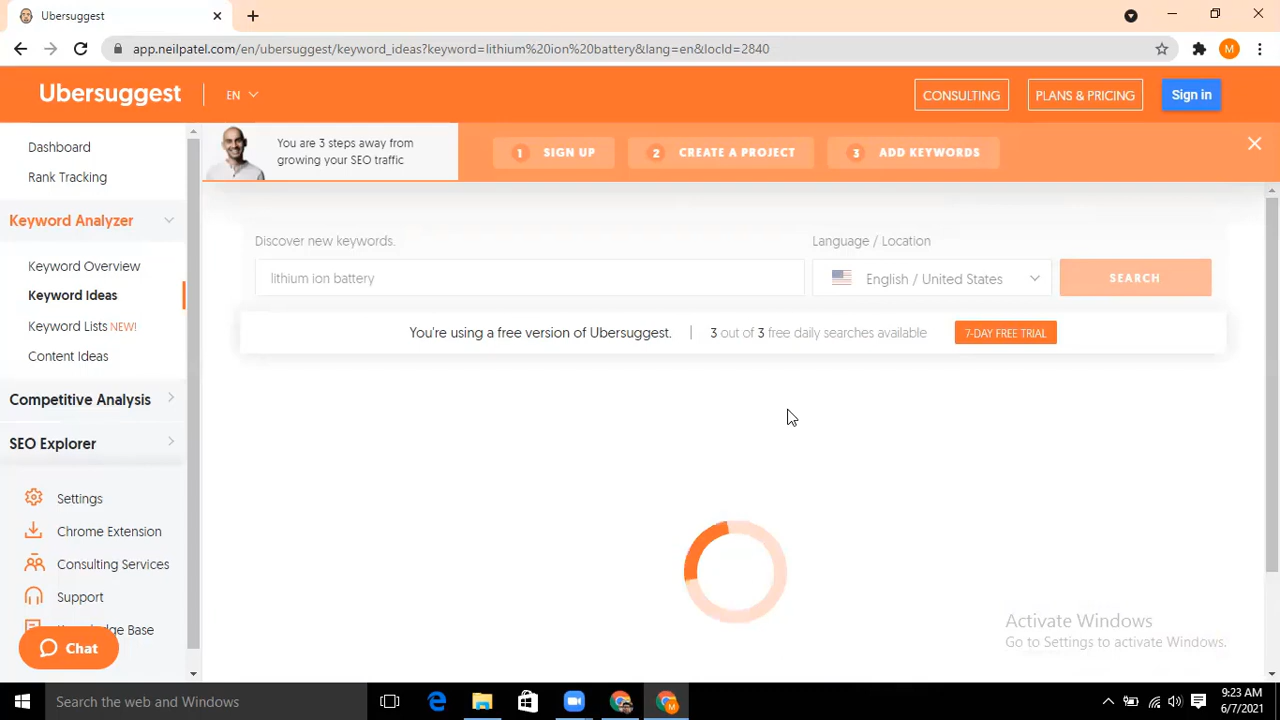 Ubersuggest
app.neilpatel.com/en/ubersuggest/keyword_ideas?keyword=lithium%20ion%20battery&lang=en&locId=2840
M
Ubersuggest
EN
CONSULTING
PLANS & PRICING
Sign in
Dashboard
Rank Tracking
Keyword Analyzer
Keyword Overview
Keyword Ideas
Keyword Lists NEW!
Content Ideas
Competitive Analysis
SEO Explorer
Settings
Chrome Extension
Consulting Services
Support
Chat
You are 3 steps away from
growing your SEO traffic
1 SIGN UP
2 CREATE A PROJECT
3 ADD KEYWORDS
Discover new keywords.
Language / Location
lithium ion battery
English / United States
SEARCH
You're using a free version of Ubersuggest. | 3 out of 3 free daily searches available
7-DAY FREE TRIAL
Activate Windows
Go to Settings to activate Windows.
Search the web and Windows
9:23 AM
6/7/2021